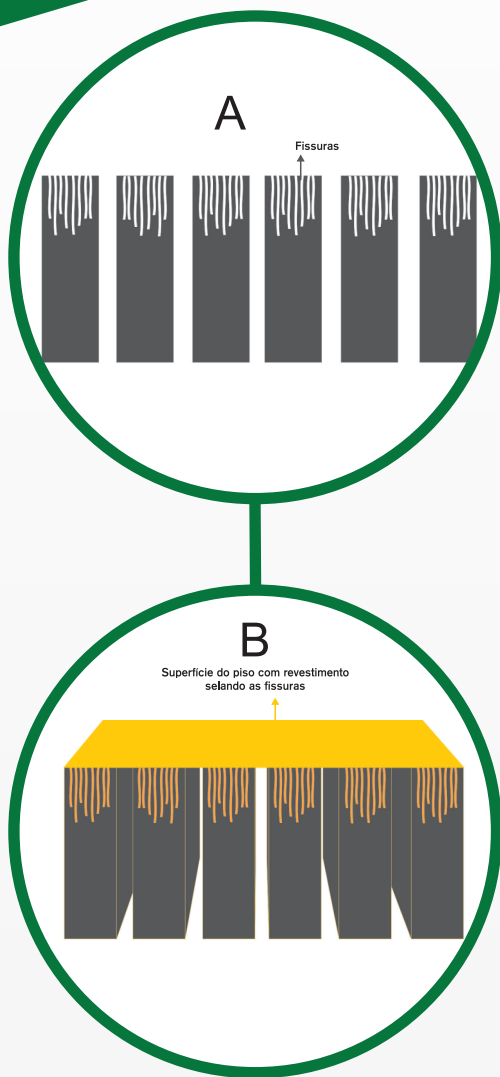 A
Fissuras
B
Superfície do piso com revestimento
selando as fissuras